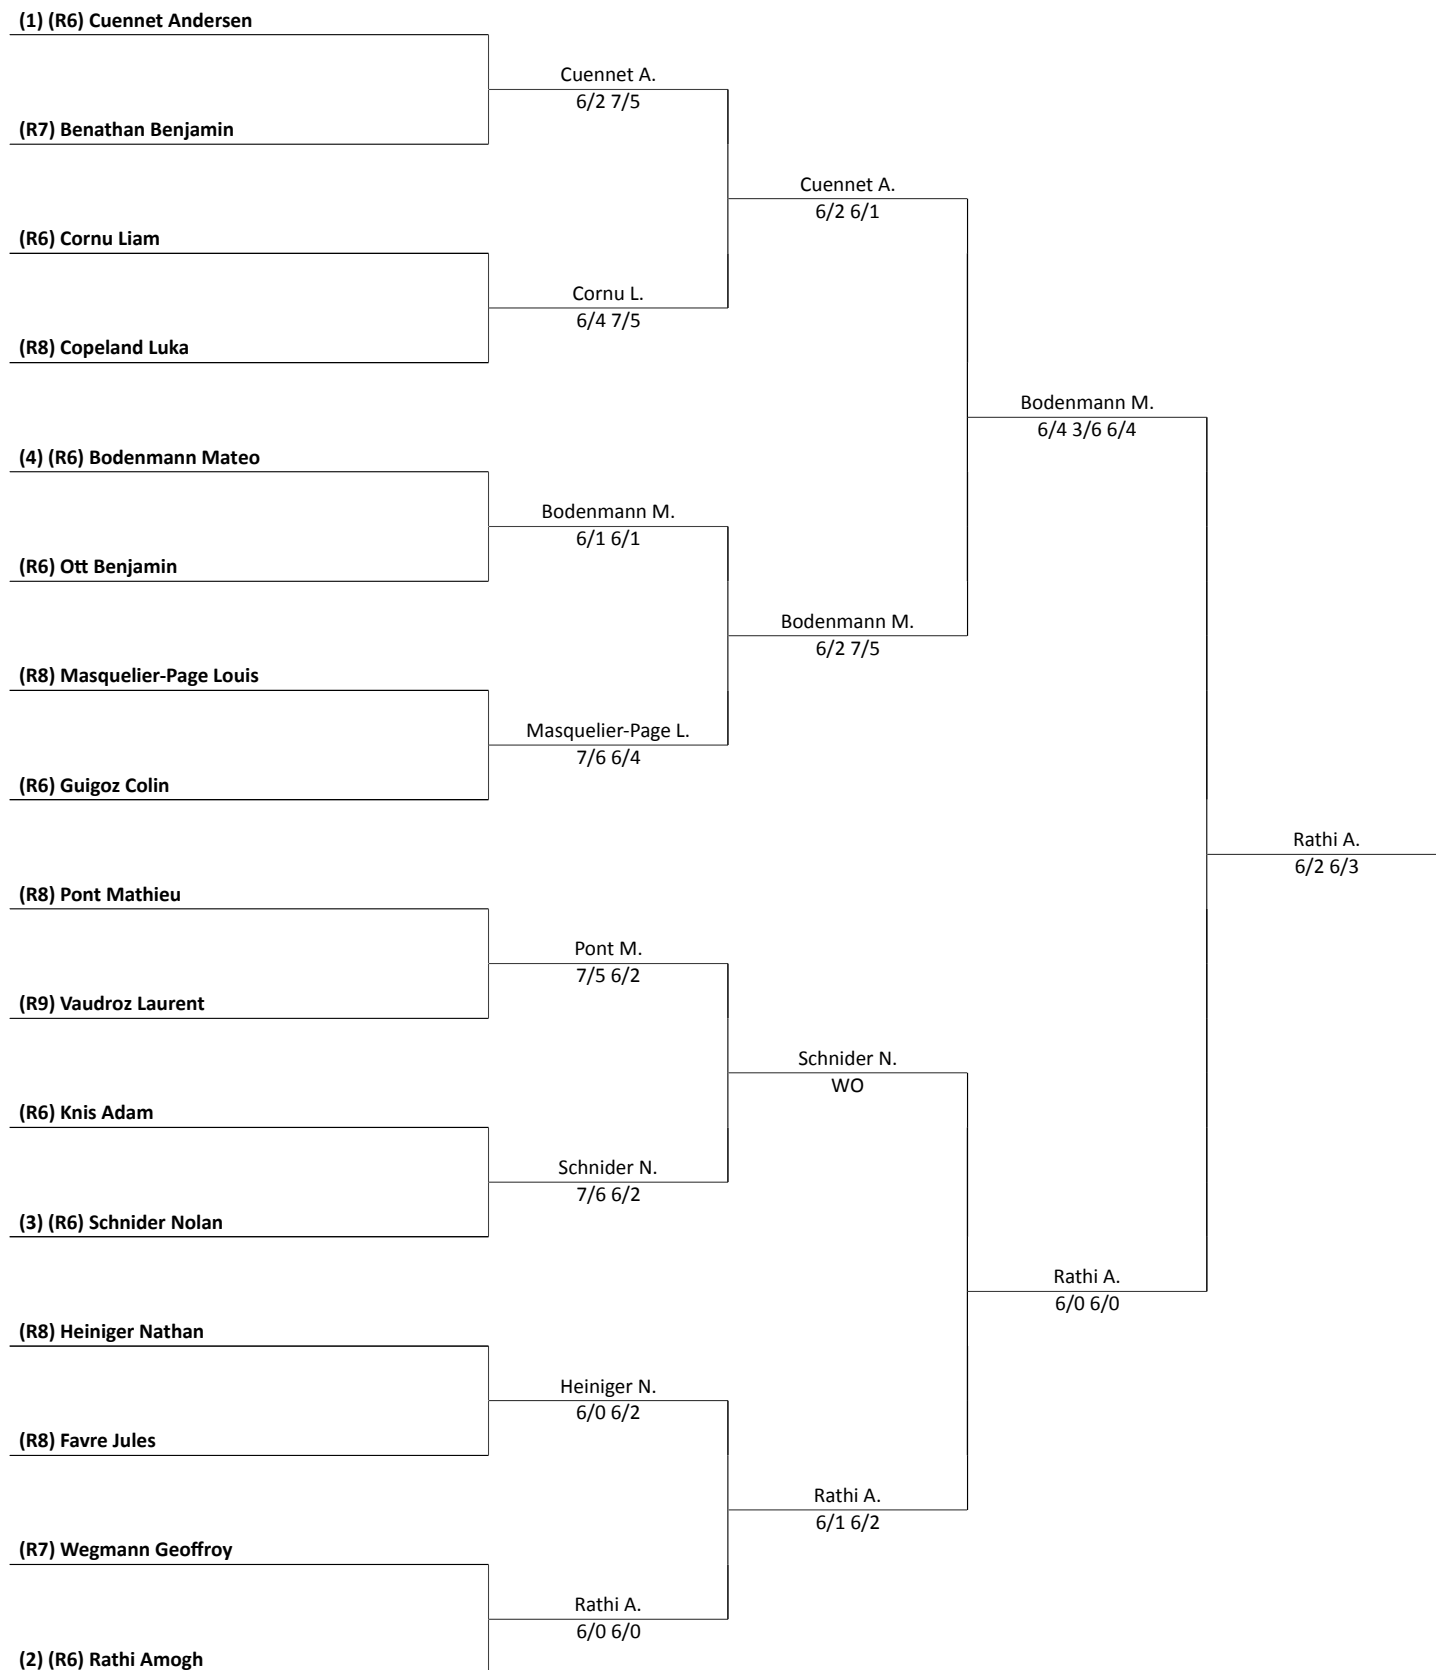 (1) (R6) Cuennet Andersen
Cuennet A.
6/2 7/5
(R7) Benathan Benjamin
Cuennet A.
6/2 6/1
(R6) Cornu Liam
Cornu L.
6/4 7/5
(R8) Copeland Luka
Bodenmann M.
6/4 3/6 6/4
(4) (R6) Bodenmann Mateo
Bodenmann M.
6/1 6/1
(R6) Ott Benjamin
Bodenmann M.
6/2 7/5
(R8) Masquelier-Page Louis
Masquelier-Page L.
7/6 6/4
(R6) Guigoz Colin
Rathi A.
6/2 6/3
(R8) Pont Mathieu
Pont M.
7/5 6/2
(R9) Vaudroz Laurent
Schnider N.
WO
(R6) Knis Adam
Schnider N.
7/6 6/2
(3) (R6) Schnider Nolan
Rathi A.
6/0 6/0
(R8) Heiniger Nathan
Heiniger N.
6/0 6/2
(R8) Favre Jules
Rathi A.
6/1 6/2
(R7) Wegmann Geoffroy
Rathi A.
6/0 6/0
(2) (R6) Rathi Amogh